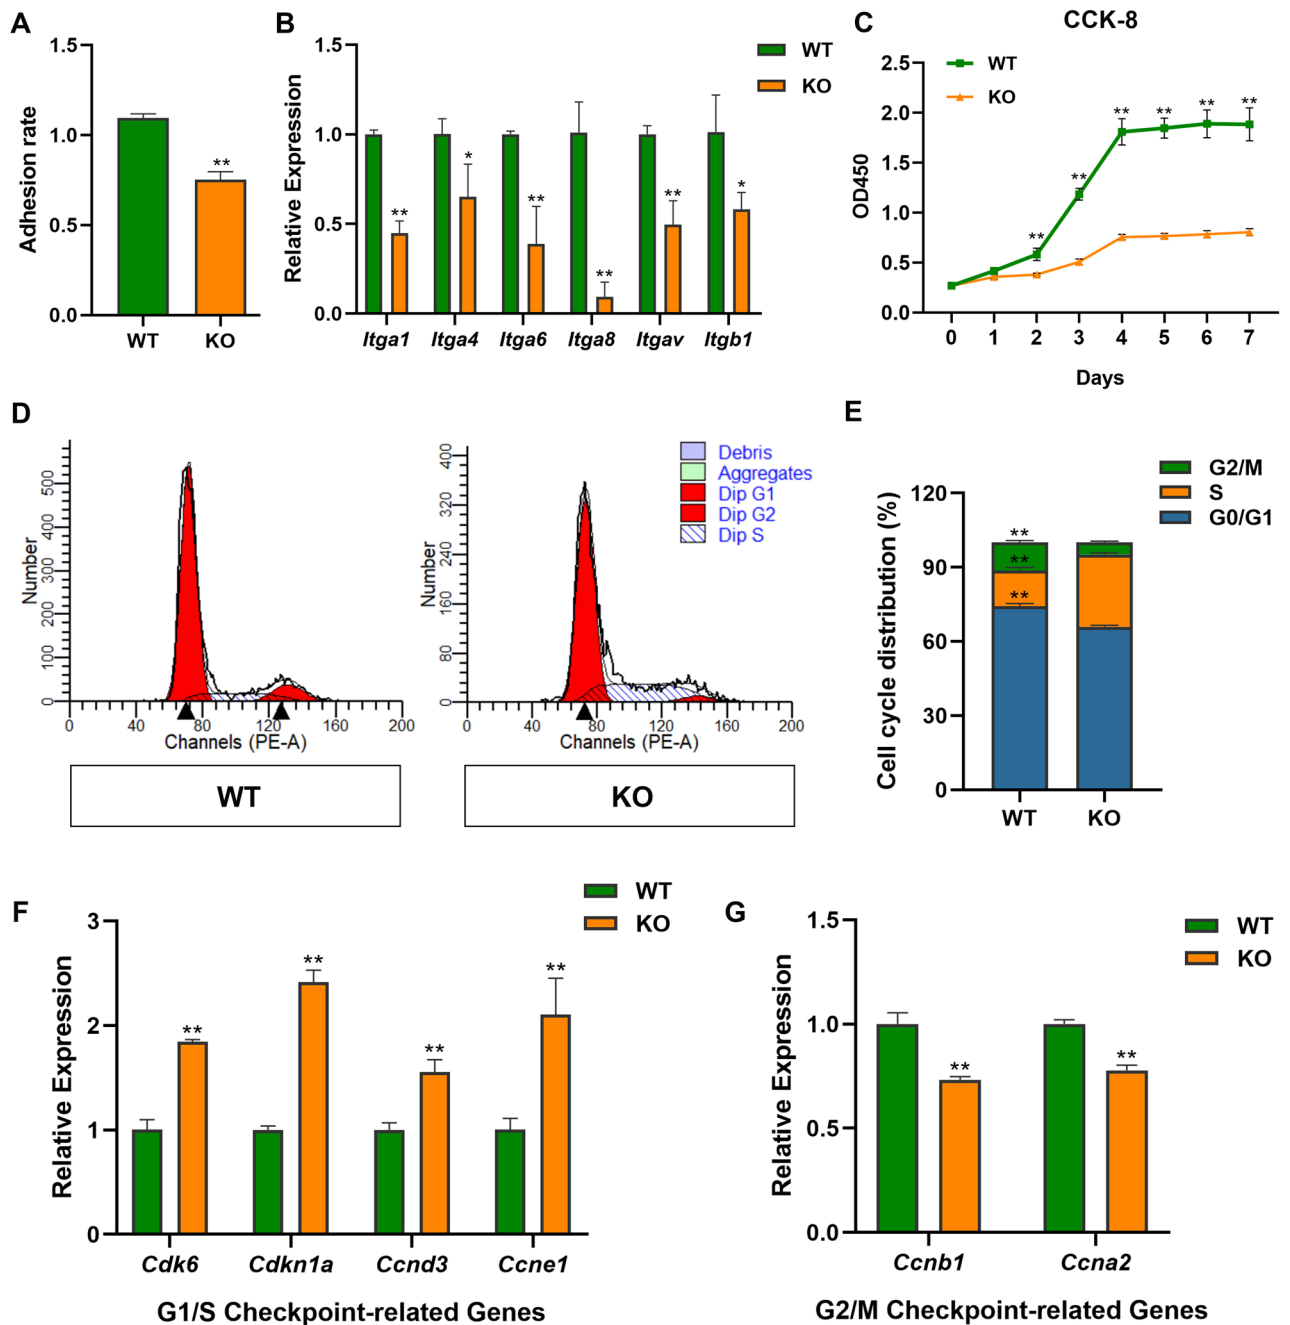 A
1.5
1.0
0.5
0.0
Adhesion rate
**
WT
KO
B
1.5
1.0
0.5
0.0
Relative Expression
WT
KO
**
*
**
**
**
*
Itga1
Itga4
Itga6
Itga8
Itgav
Itgb1
C
CCK-8
2.5
2.0
1.5
1.0
0.5
0.0
OD450
WT
KO
**
**
**
**
**
**
0 1 2 3 4 5 6 7
Days
D
Number
500
400
300
200
100
0
0 40 80 120 160 200
Channels (PE-A)
WT
Number
400
320
240
160
80
0
0 40 80 120 160 200
Channels (PE-A)
KO
Debris
Aggregates
Dip G1
Dip G2
Dip S
E
G2/M
S
G0/G1
Cell cycle distribution (%)
120
90
60
30
0
**
**
**
WT
KO
F
WT
KO
3
2
1
0
Relative Expression
**
**
**
**
Cdk6
Cdkn1a
Ccnd3
Ccne1
G1/S Checkpoint-related Genes
G
WT
KO
1.5
1.0
0.5
0.0
Relative Expression
**
**
Ccnb1
Ccna2
G2/M Checkpoint-related Genes